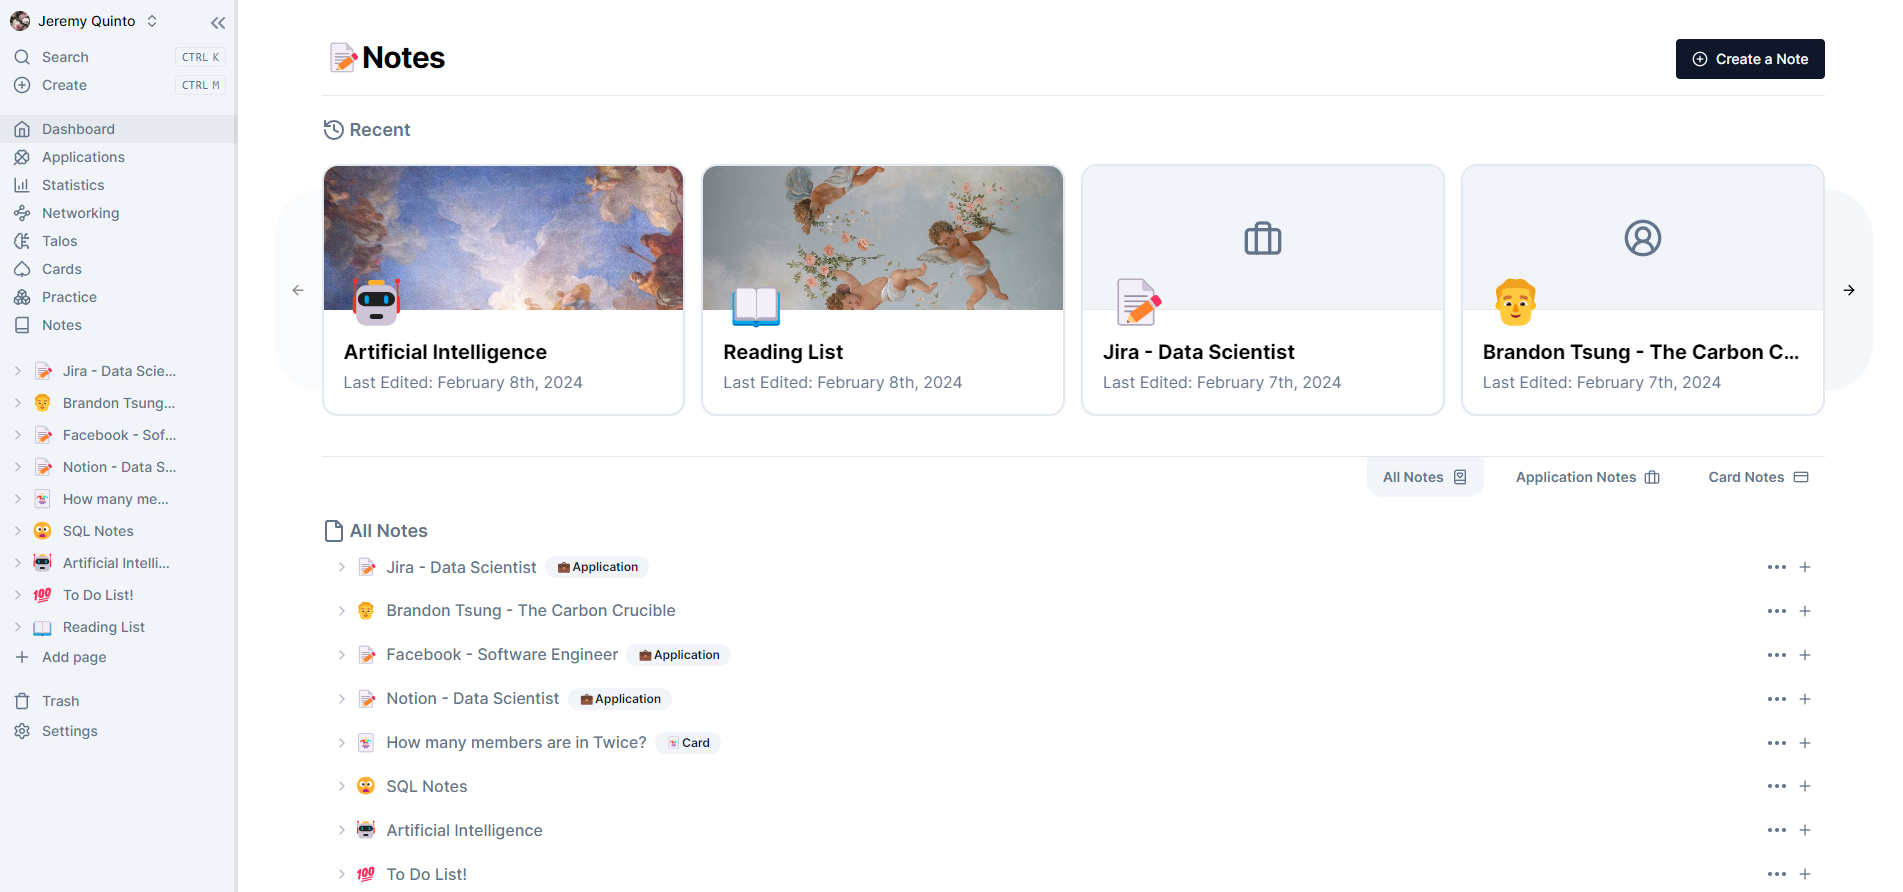 Jeremy Quinto
Search CTRL K
Create CTRL M
Dashboard
Applications
Statistics
Networking
Talos
Cards
Practice
Notes
Jira - Data Scie...
Brandon Tsung...
Facebook - Sof...
Notion - Data S...
How many me...
SQL Notes
Artificial Intelli...
100 To Do List!
Reading List
Add page
Trash
Settings
Notes
Create a Note
Recent
Artificial Intelligence
Last Edited: February 8th, 2024
Reading List
Last Edited: February 8th, 2024
Jira - Data Scientist
Last Edited: February 7th, 2024
Brandon Tsung - The Carbon C...
Last Edited: February 7th, 2024
All Notes
Application Notes
Card Notes
All Notes
Jira - Data Scientist Application
Brandon Tsung - The Carbon Crucible
Facebook - Software Engineer Application
Notion - Data Scientist Application
How many members are in Twice? Card
SQL Notes
Artificial Intelligence
100 To Do List!